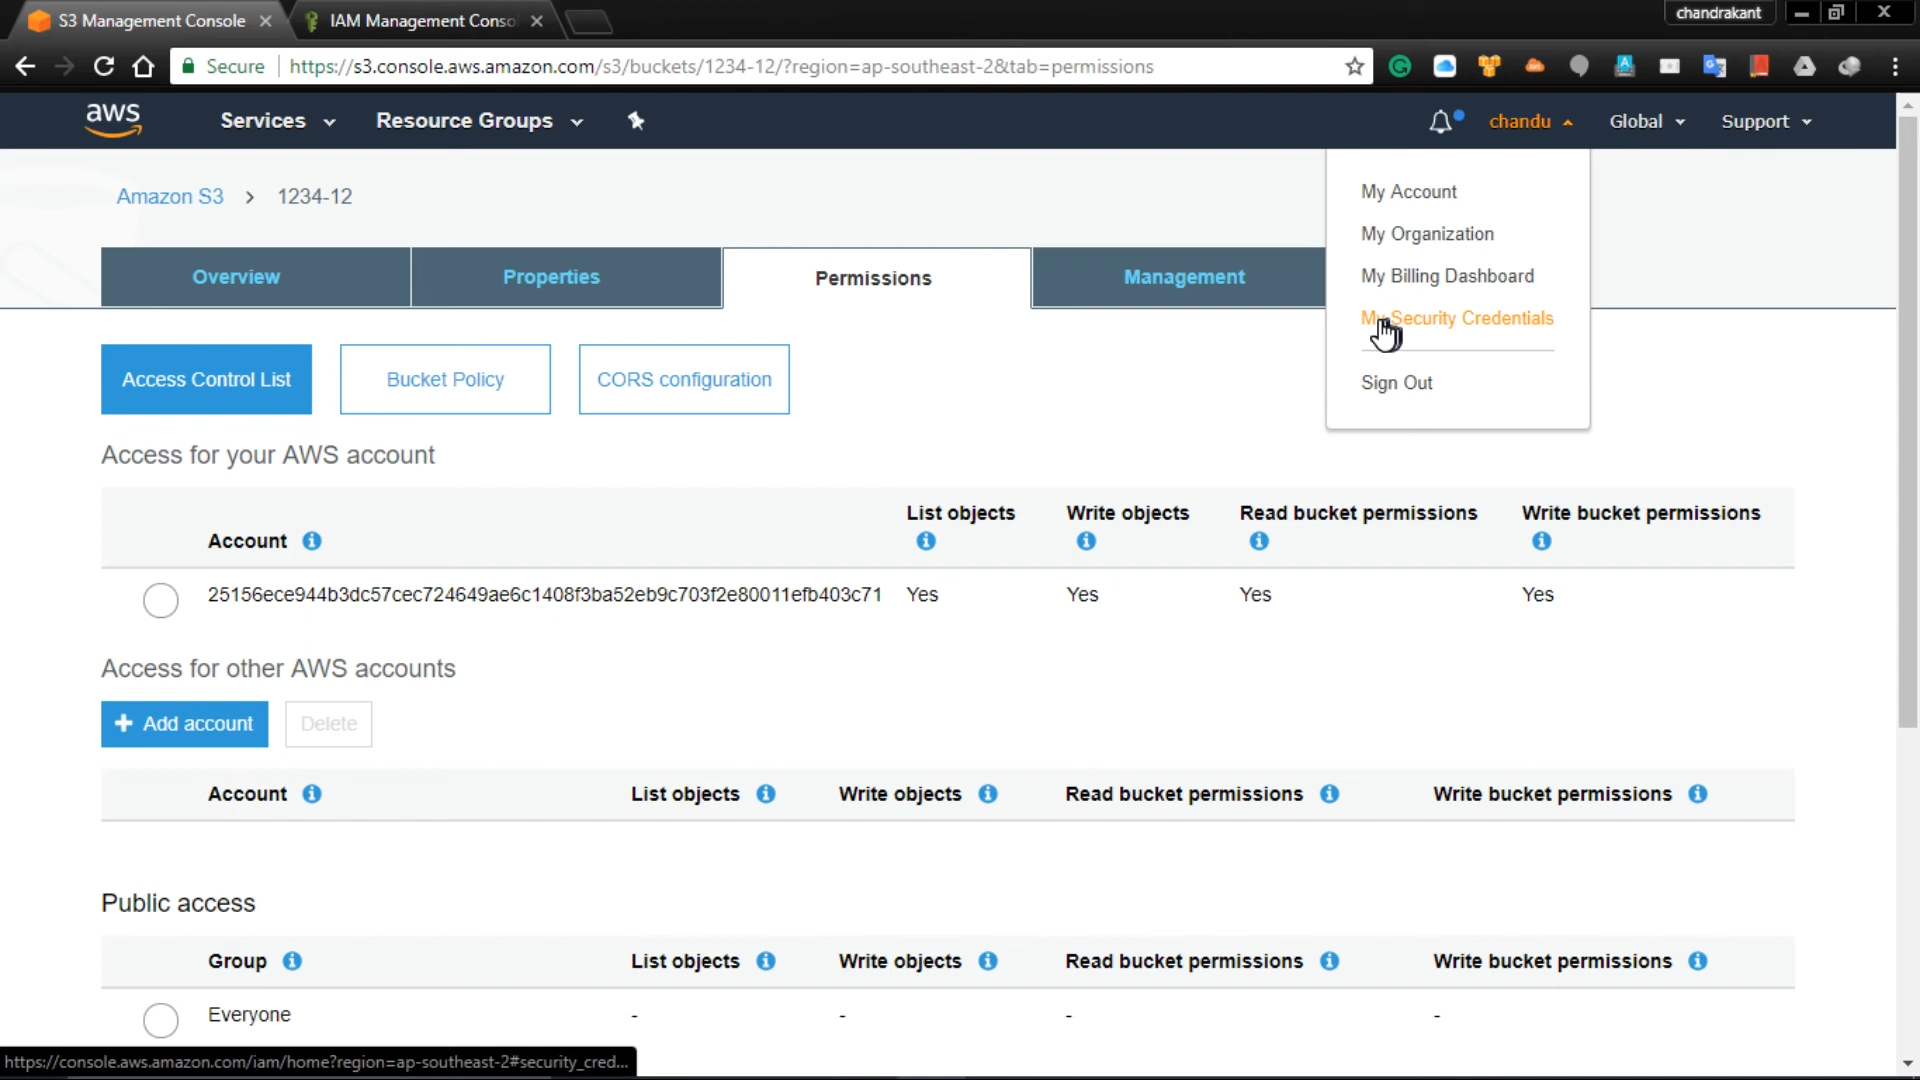 S3 Management Console
IAM Management Conso
chandrakant
Secure
https://s3.console.aws.amazon.com/s3/buckets/1234-12/?region=ap-southeast-2&tab=permissions
aws
Services
Resource Groups
chandu
Global
Support
Amazon S3 > 1234-12
My Account
My Organization
My Billing Dashboard
My Security Credentials
Sign Out
Overview
Properties
Permissions
Management
Access Control List
Bucket Policy
CORS configuration
Access for your AWS account
Account
List objects
Write objects
Read bucket permissions
Write bucket permissions
25156ece944b3dc57cec724649ae6c1408f3ba52eb9c703f2e80011efb403c71 Yes Yes Yes Yes
Access for other AWS accounts
+ Add account
Delete
Account List objects Write objects Read bucket permissions Write bucket permissions
Public access
Group List objects Write objects Read bucket permissions Write bucket permissions
Everyone - - - -
https://console.aws.amazon.com/iam/home?region=ap-southeast-2#security_cred...